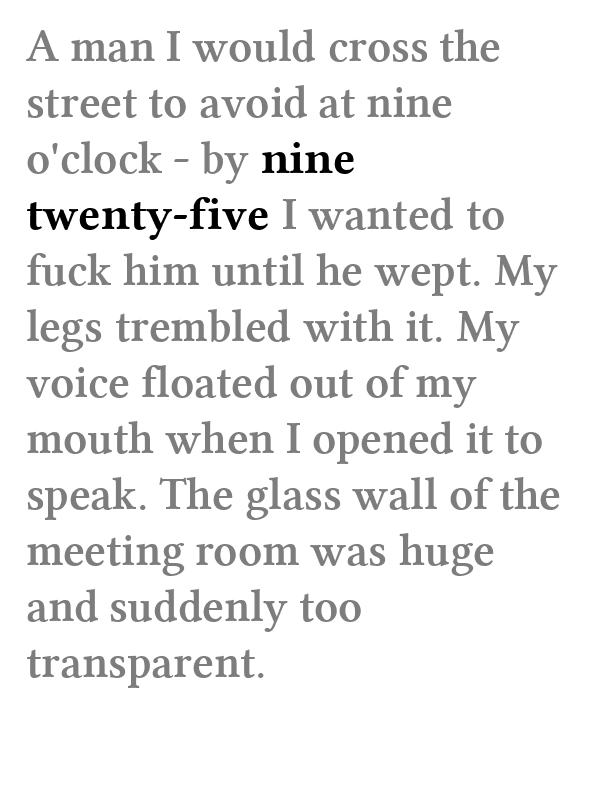 A man I would cross the
street to avoid at nine
o'clock - by nine
twenty-five I wanted to
fuck him until he wept. My
legs trembled with it. My
voice floated out of my
mouth when I opened it to
speak. The glass wall of the
meeting room was huge
and suddenly too
transparent.